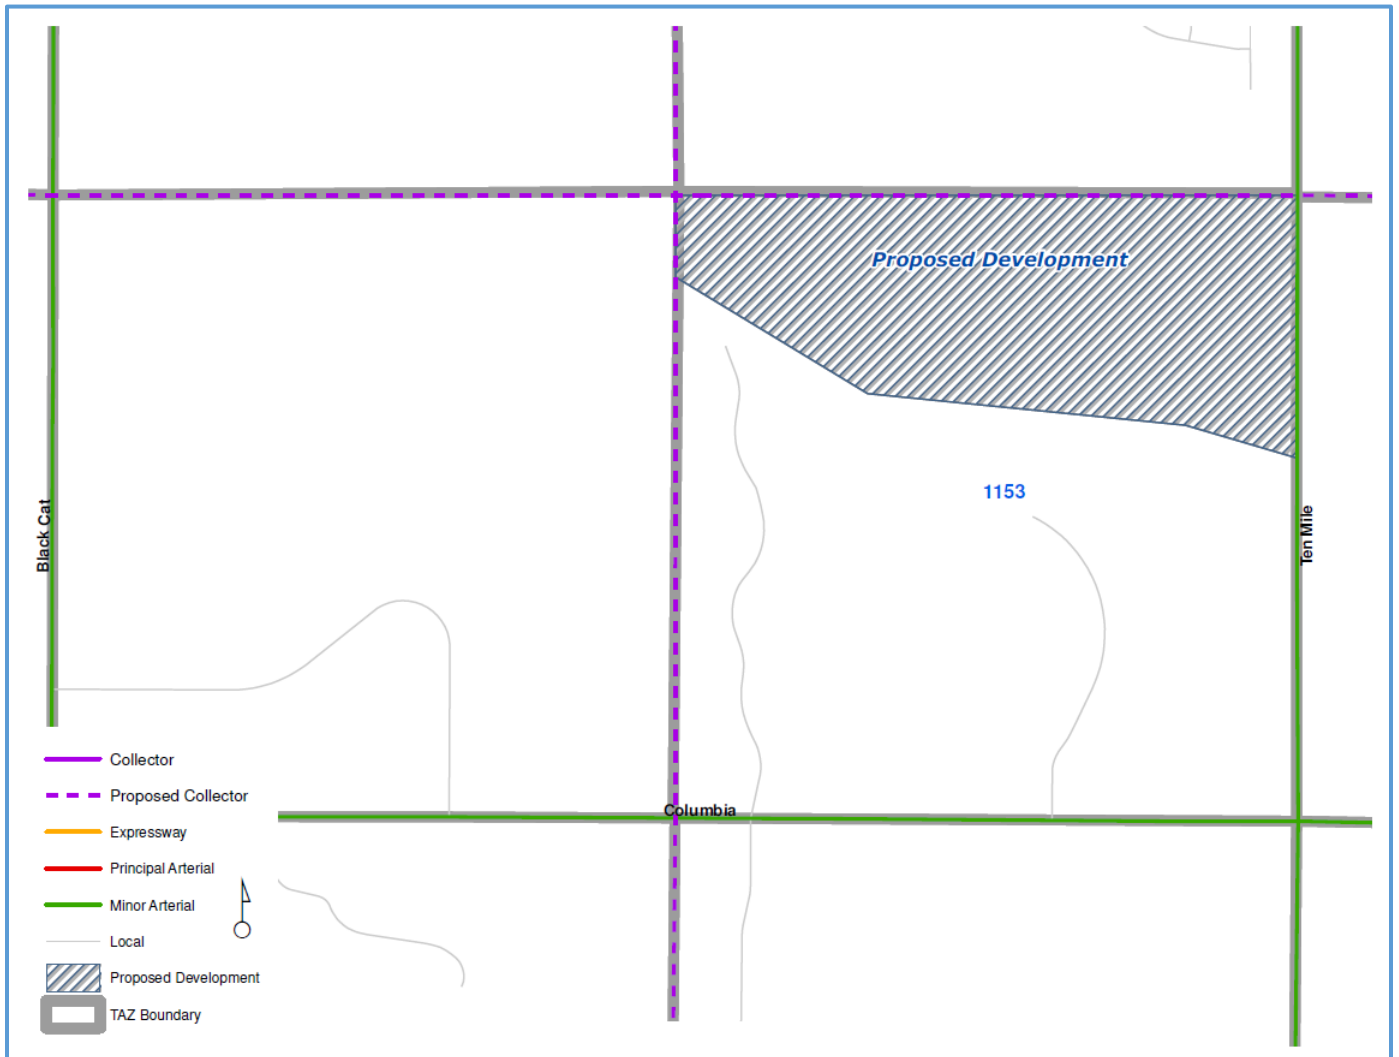 Proposed Development
1153
Black Cat
Ten Mile
Columbia
Collector
Proposed Collector
Expressway
Principal Arterial
Minor Arterial
Local
Proposed Development
TAZ Boundary